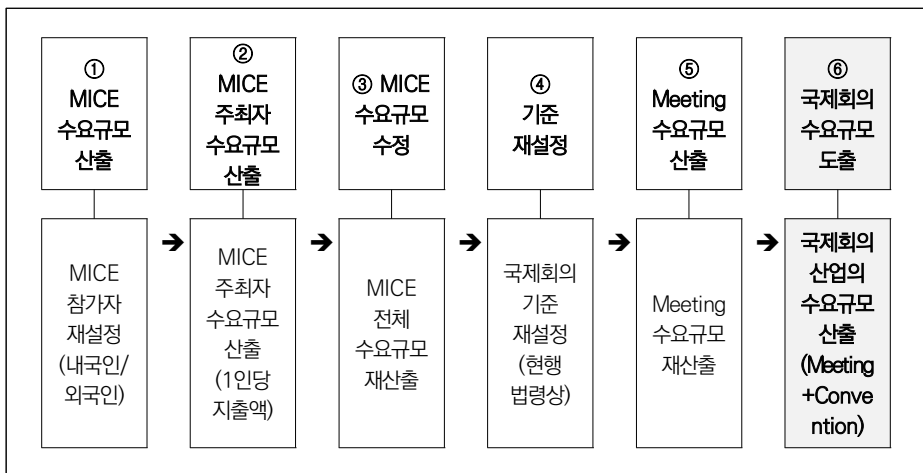 ①
MICE
수요규모
산출
②
MICE
주최자
수요규모
산출
③ MICE
수요규모
수정
④
기준
재설정
⑤
Meeting
수요규모
산출
⑥
국제회의
수요규모
도출
MICE
참가자
재설정
(내국인/
외국인)
➔
MICE
주최자
수요규모
산출
(1인당
지출액)
➔
MICE
전체
수요규모
재산출
➔
국제회의
기준
재설정
(현행
법령상)
➔
Meeting
수요규모
재산출
➔
국제회의
산업의
수요규모
산출
(Meeting
+Conve
ntion)